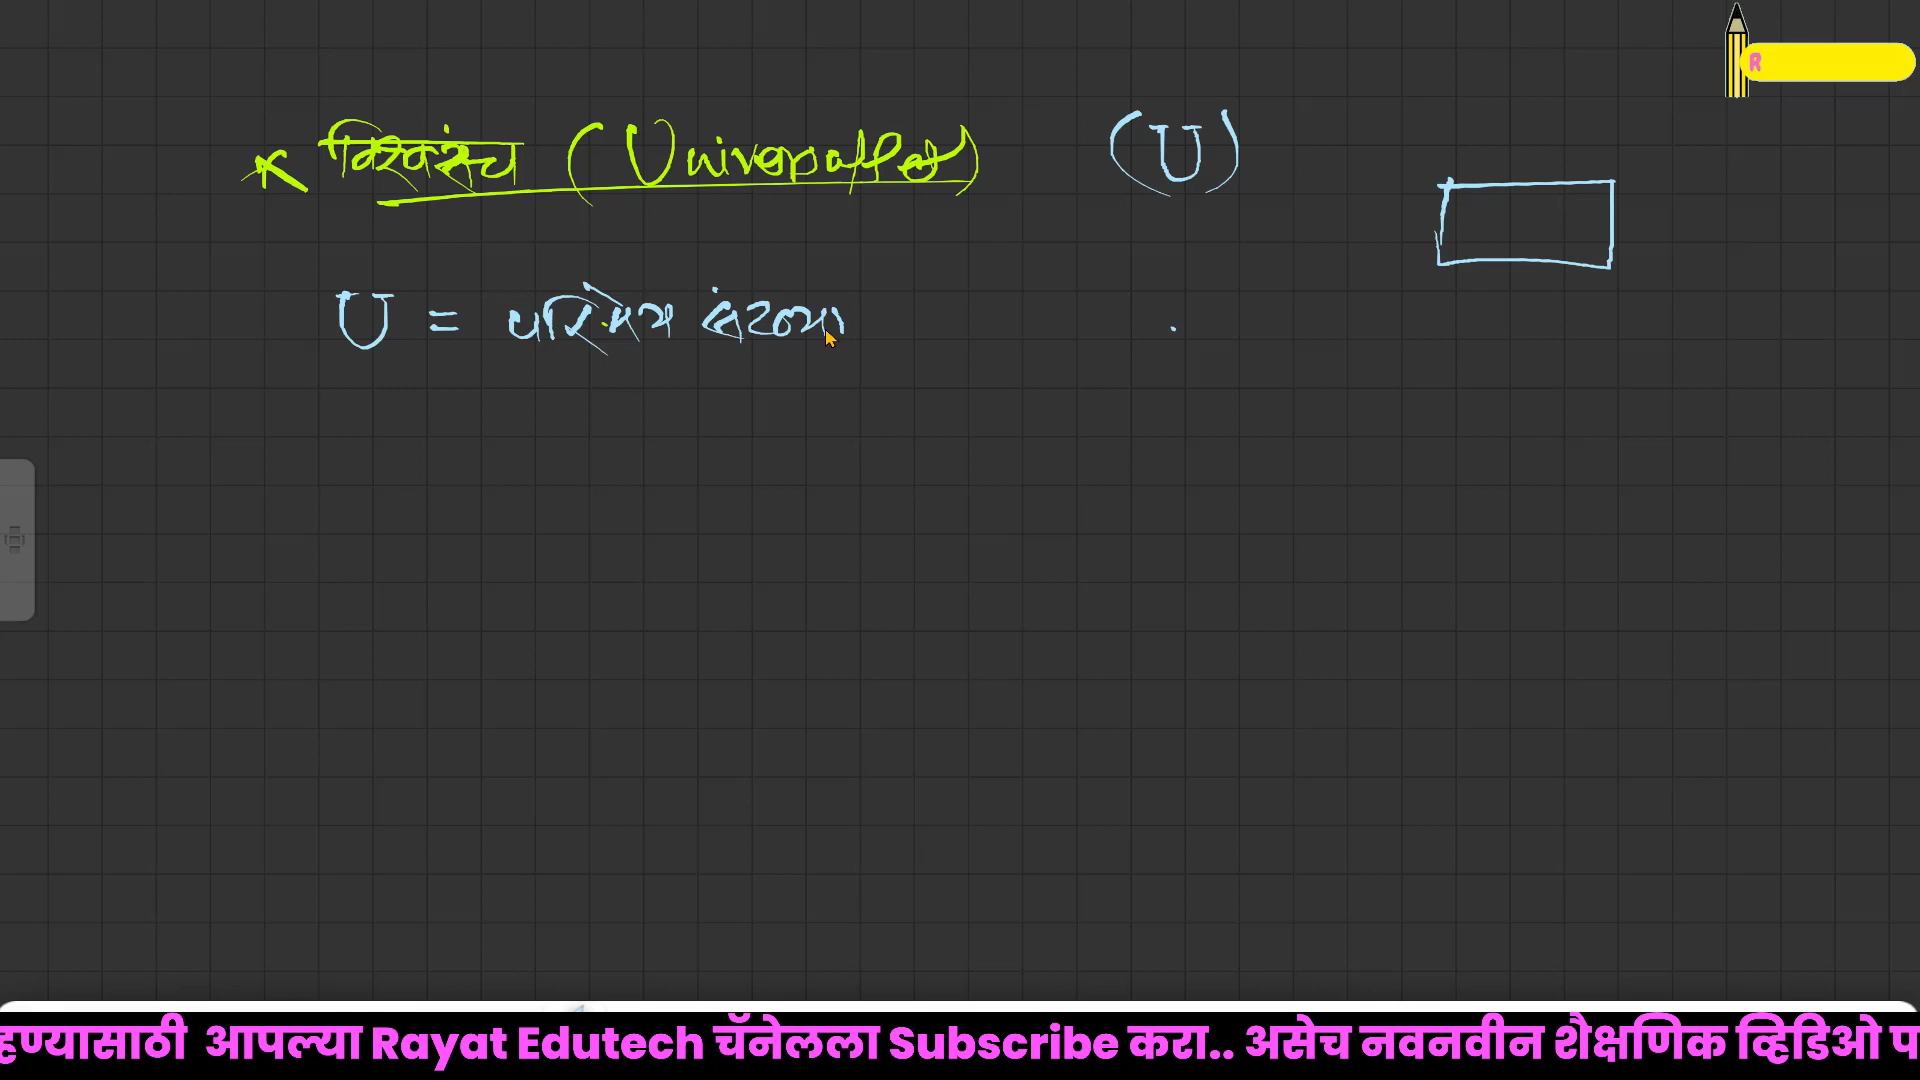 विश्वसंच (Universal Set) (U)
U = परिमेय संख्या
R
हण्यासाठी आपल्या Rayat Edutech चॅनेलला Subscribe करा.. असेच नवनवीन शैक्षणिक व्हिडिओ प